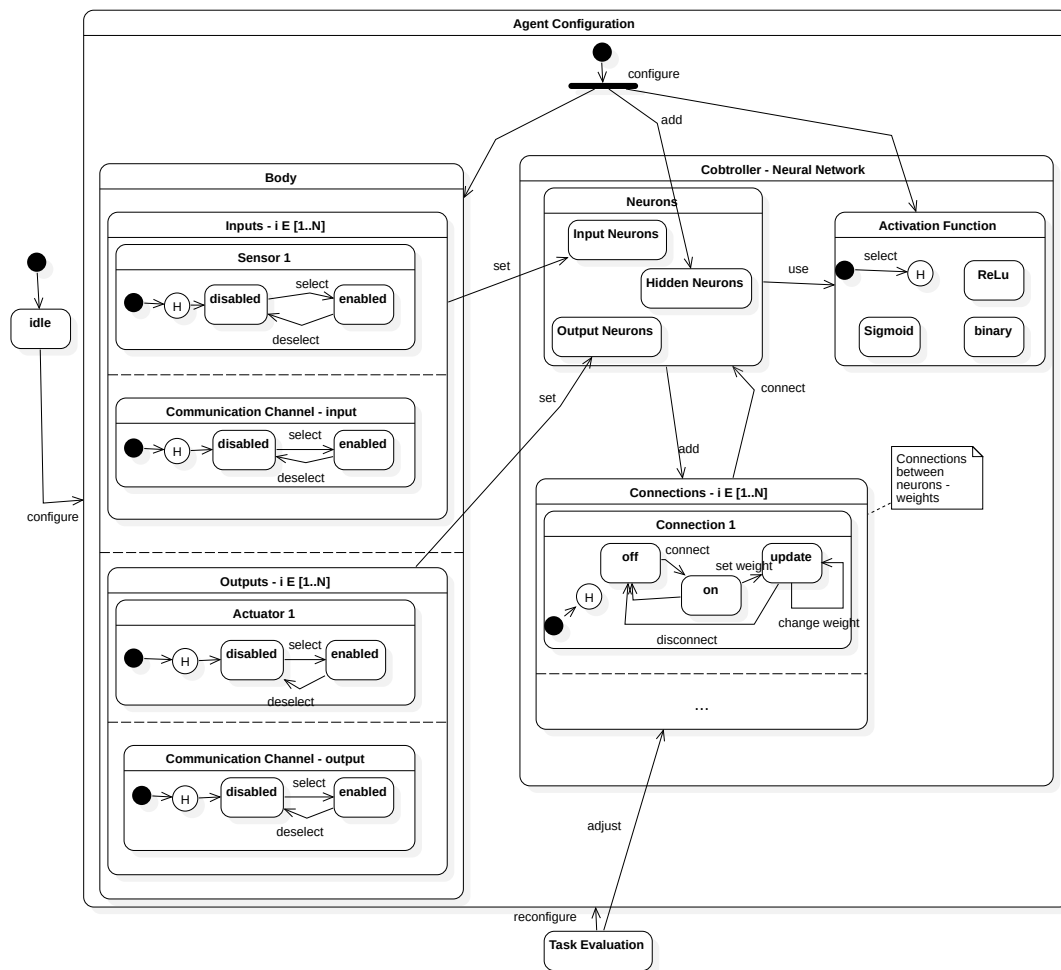 Agent Configuration
configure
add
Body
Cobtroller - Neural Network
Inputs - i E [1..N]
Neurons
Activation Function
Sensor 1
Input Neurons
set
select
H
ReLu
use
Hidden Neurons
select
H
disabled
enabled
deselect
idle
Output Neurons
Sigmoid
binary
set
connect
Communication Channel - input
select
H
disabled
enabled
deselect
add
Connections
between
neurons -
weights
configure
Connections - i E [1..N]
Connection 1
off
connect
set weight
update
on
H
change weight
disconnect
...
Outputs - i E [1..N]
Actuator 1
select
H
disabled
enabled
deselect
Communication Channel - output
select
H
disabled
enabled
deselect
adjust
reconfigure
Task Evaluation